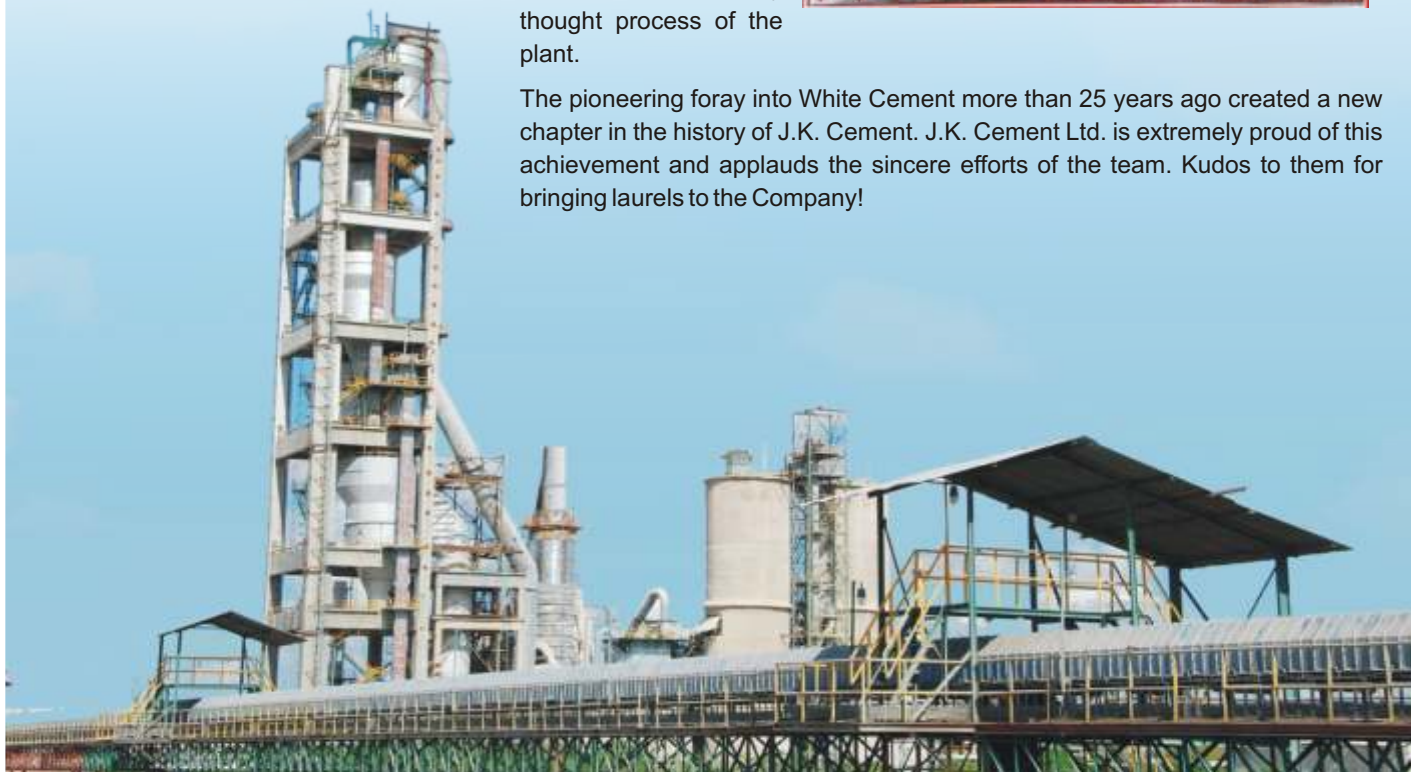 thought process of the
plant.
The pioneering foray into White Cement more than 25 years ago created a new
chapter in the history of J.K. Cement. J.K. Cement Ltd. is extremely proud of this
achievement and applauds the sincere efforts of the team. Kudos to them for
bringing laurels to the Company!